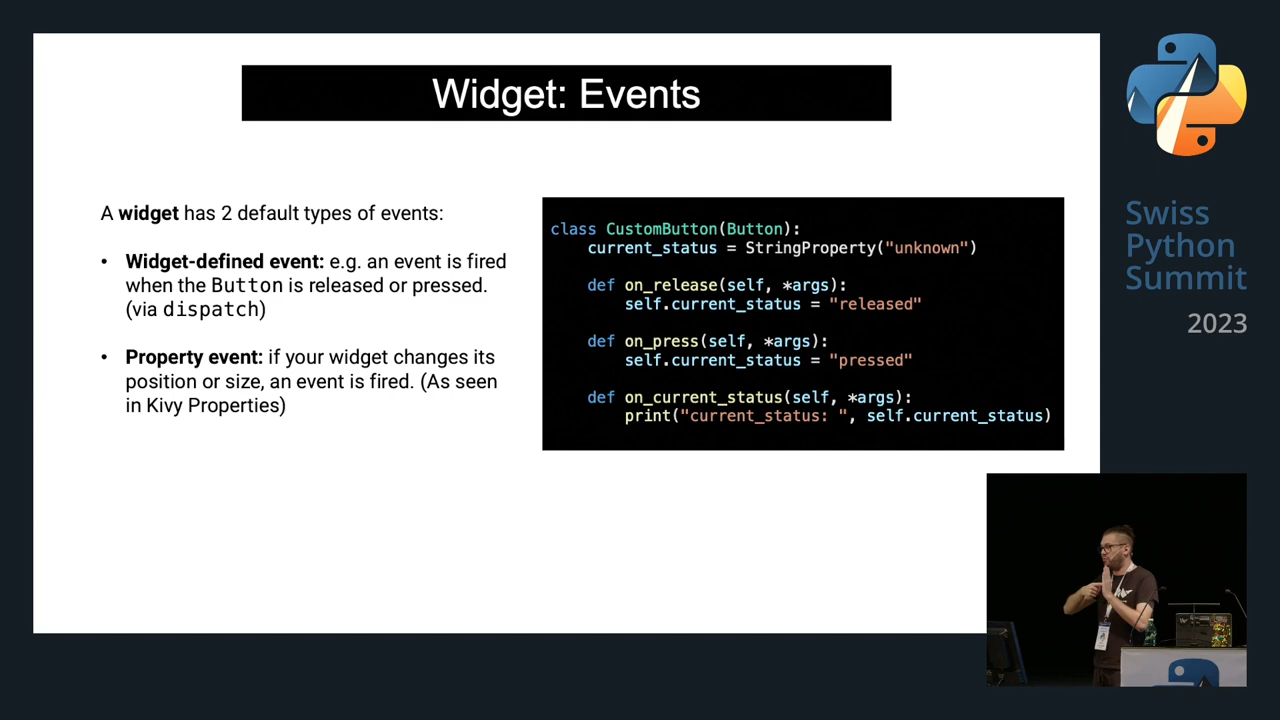 Widget: Events
A widget has 2 default types of events:
• Widget-defined event: e.g. an event is fired
when the Button is released or pressed.
(via dispatch)
• Property event: if your widget changes its
position or size, an event is fired. (As seen
in Kivy Properties)
class CustomButton(Button):
    current_status = StringProperty("unknown")
    def on_release(self, *args):
        self.current_status = "released"
    def on_press(self, *args):
        self.current_status = "pressed"
    def on_current_status(self, *args):
        print("current_status: ", self.current_status)
Swiss
Python
Summit
2023